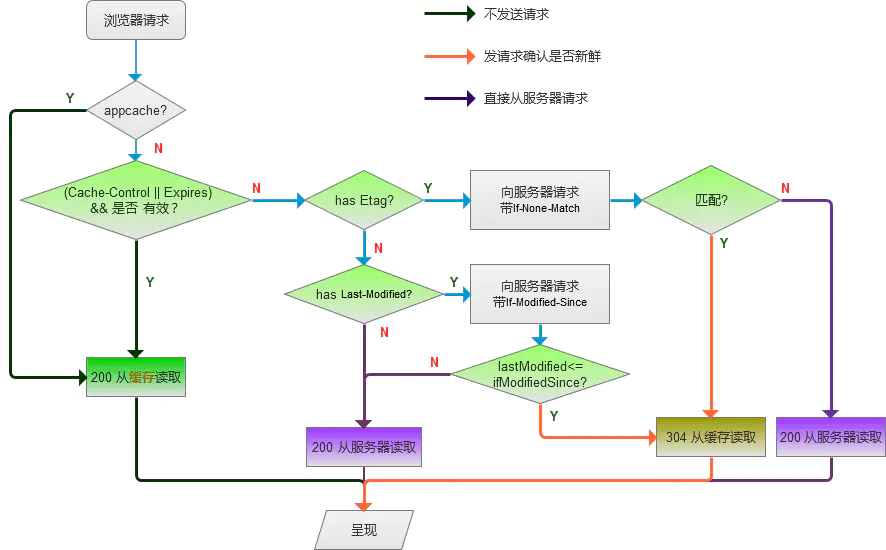 浏览器请求
不发送请求
发请求确认是否新鲜
直接从服务器请求
Y
appcache?
N
(Cache-Control || Expires)
&& 是否 有效？
N
has Etag?
Y
向服务器请求
带If-None-Match
匹配?
N
Y
N
Y
has Last-Modified?
Y
向服务器请求
带If-Modified-Since
N
N
lastModified<=
ifModifiedSince?
Y
200 从缓存读取
200 从服务器读取
304 从缓存读取
200 从服务器读取
呈现